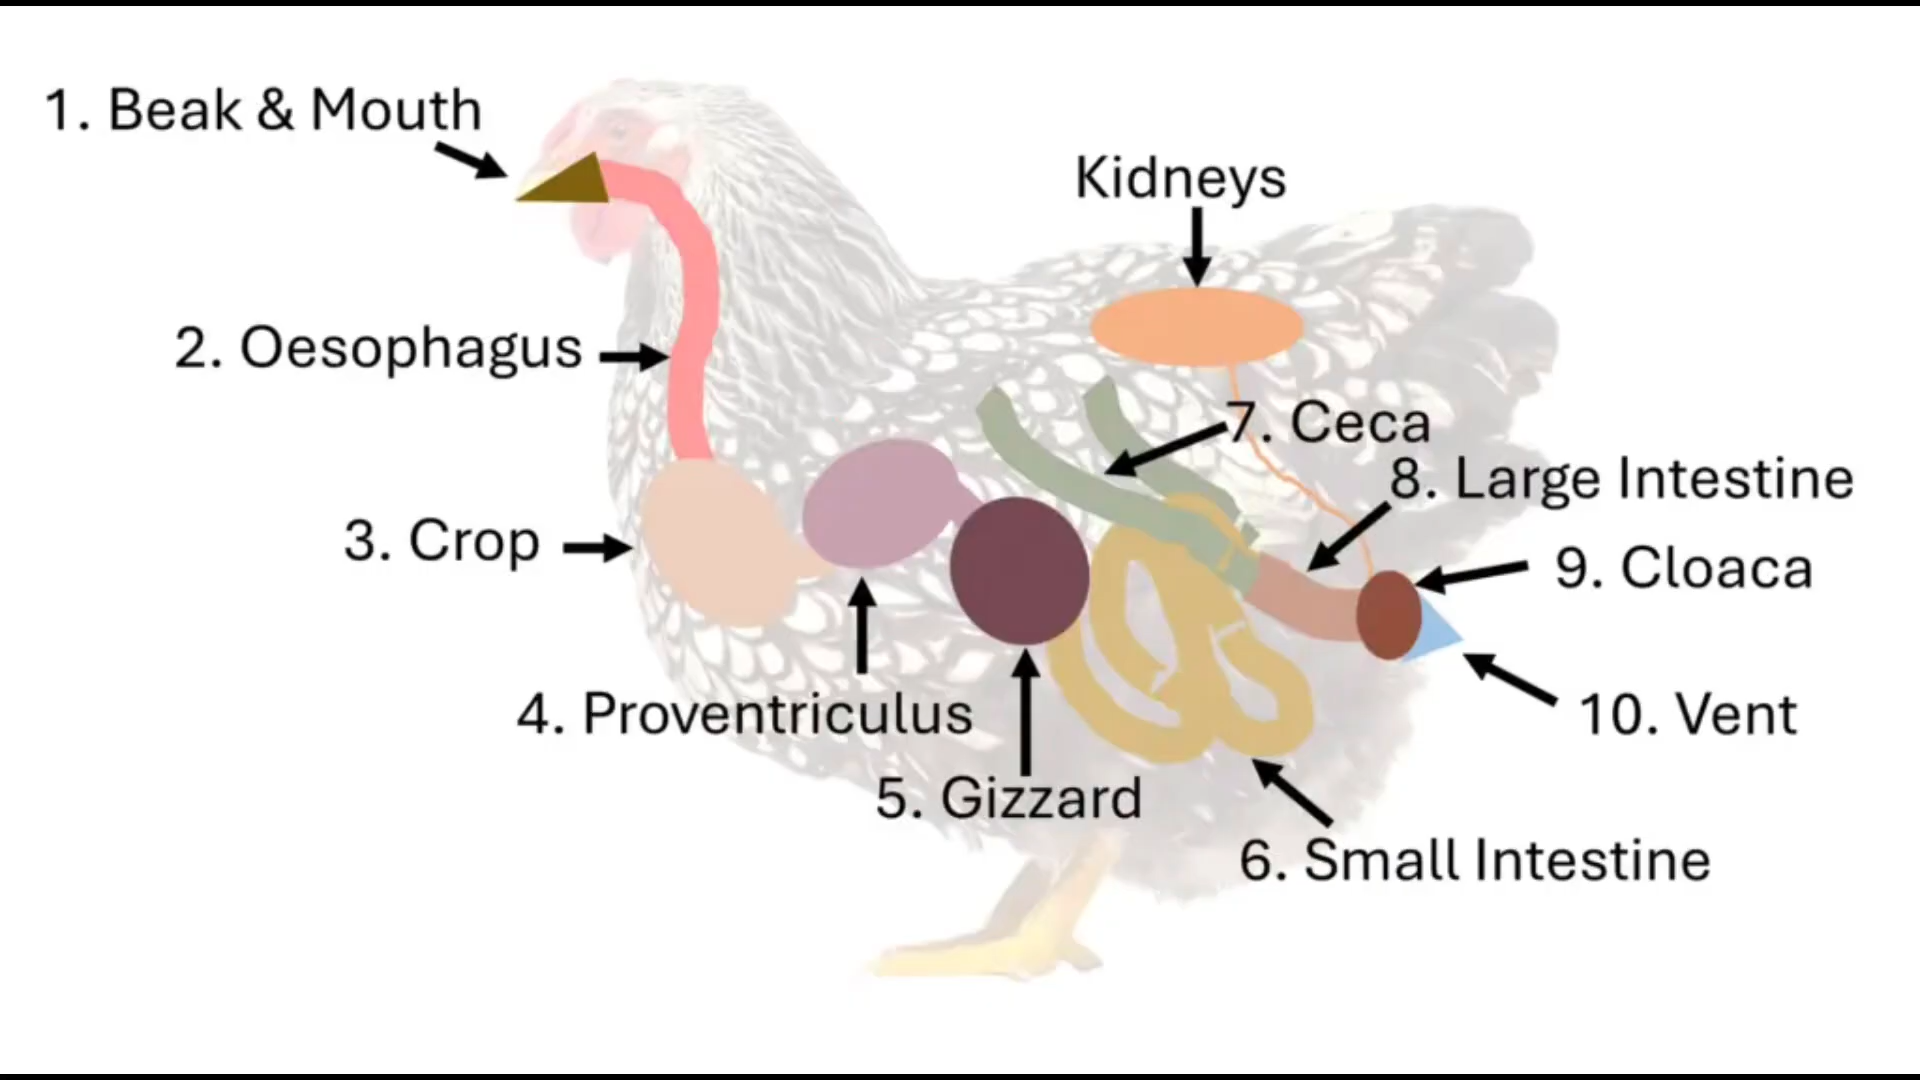 1. Beak & Mouth
Kidneys
2. Oesophagus
7. Ceca
8. Large Intestine
3. Crop
9. Cloaca
4. Proventriculus
10. Vent
5. Gizzard
6. Small Intestine